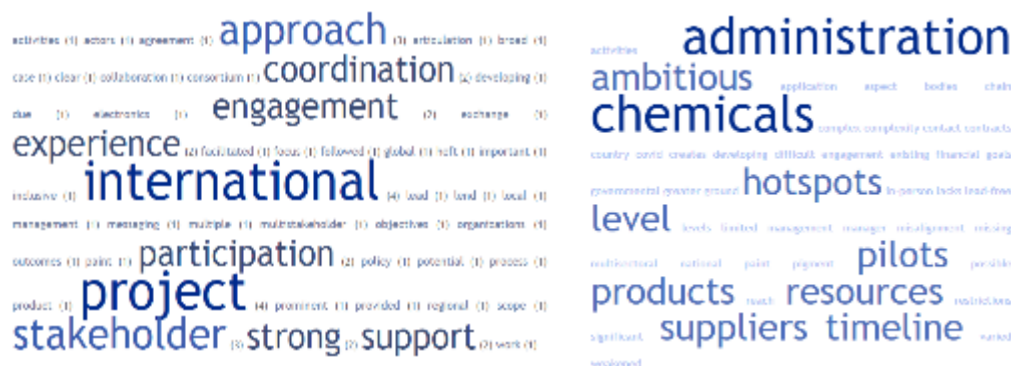 activities (1) actors (1) agreement (1) approach (3) articulation (1) broad (1)
case (1) clear (1) collaboration (1) consortium (1) coordination (2) developing (1)
due (1) electronics (1) engagement (2) exchange (1)
experience (2) facilitated (1) focus (1) followed (1) global (1) heft (1) important (1)
inclusive (1) international (4) lead (1) lend (1) local (1)
management (1) messaging (1) multiple (1) multistakeholder (1) objectives (1) organizations (1)
outcomes (1) paint (1) participation (2) policy (1) potential (1) process (1)
product (1) project (4) prominent (1) provided (1) regional (1) scope (1)
stakeholder (3) strong (2) support (2) work (1)
activities administration
ambitious application aspect bodies chain
chemicals complex complexity contact contracts
country covid creates developing difficult engagement existing financial goals
governmental greater ground hotspots in-person lacks lead-free
level levels limited management manager misalignment missing
multisectoral national paint pigment pilots possible
products reach resources restrictions
significant suppliers timeline varied
weakened